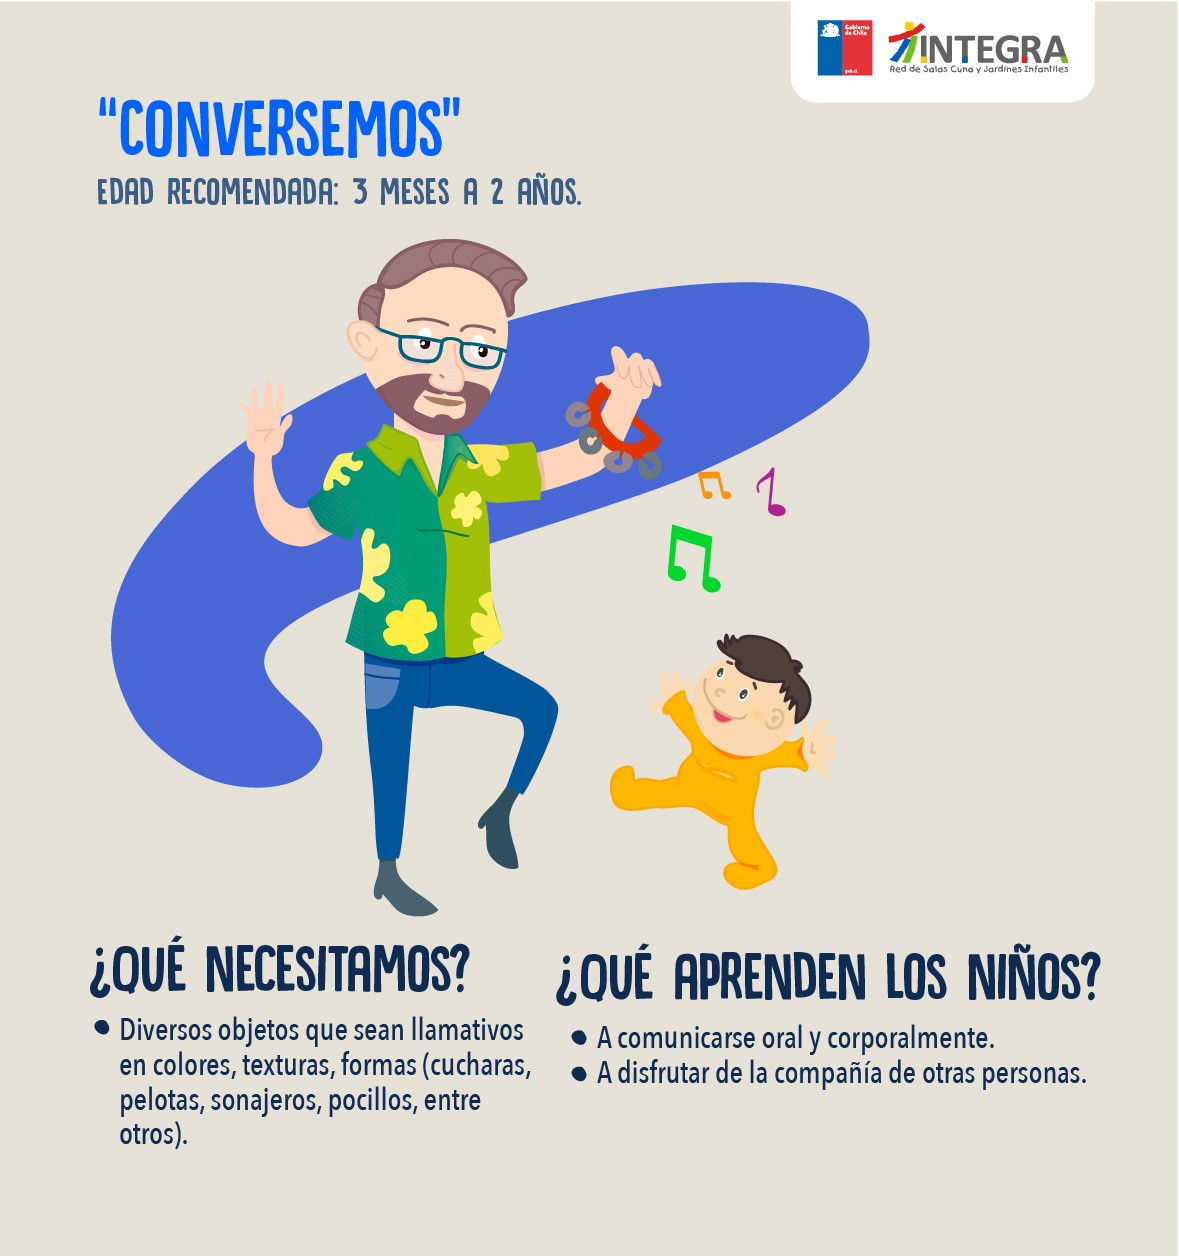 Gobierno
de Chile
gob.cl
INTEGRA
Red de Salas Cuna y Jardines Infantiles
“CONVERSEMOS”
EDAD RECOMENDADA: 3 MESES A 2 AÑOS.
¿QUÉ NECESITAMOS?
• Diversos objetos que sean llamativos
en colores, texturas, formas (cucharas,
pelotas, sonajeros, pocillos, entre
otros).
¿QUÉ APRENDEN LOS NIÑOS?
• A comunicarse oral y corporalmente.
• A disfrutar de la compañía de otras personas.